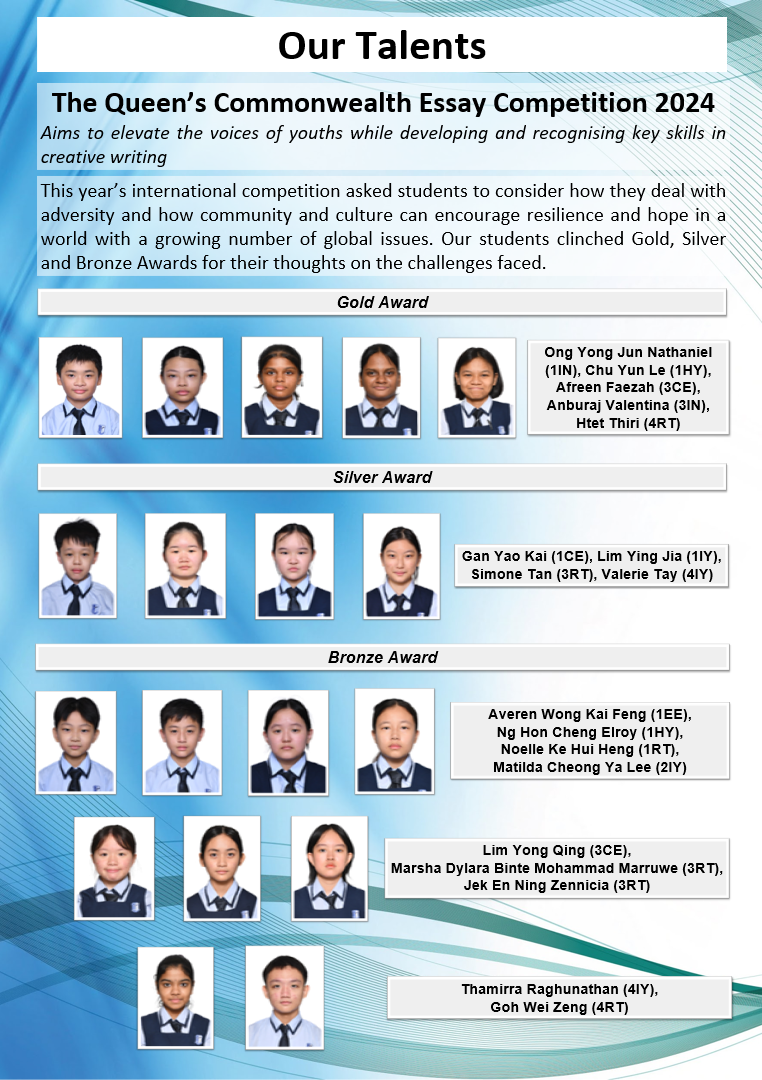 Our Talents
The Queen’s Commonwealth Essay Competition 2024
Aims to elevate the voices of youths while developing and recognising key skills in
creative writing
This year’s international competition asked students to consider how they deal with
adversity and how community and culture can encourage resilience and hope in a
world with a growing number of global issues. Our students clinched Gold, Silver
and Bronze Awards for their thoughts on the challenges faced.
Gold Award
Ong Yong Jun Nathaniel
(1IN), Chu Yun Le (1HY),
Afreen Faezah (3CE),
Anburaj Valentina (3IN),
Htet Thiri (4RT)
Silver Award
Gan Yao Kai (1CE), Lim Ying Jia (1IY),
Simone Tan (3RT), Valerie Tay (4IY)
Bronze Award
Averen Wong Kai Feng (1EE),
Ng Hon Cheng Elroy (1HY),
Noelle Ke Hui Heng (1RT),
Matilda Cheong Ya Lee (2IY)
Lim Yong Qing (3CE),
Marsha Dylara Binte Mohammad Marruwe (3RT),
Jek En Ning Zennicia (3RT)
Thamirra Raghunathan (4IY),
Goh Wei Zeng (4RT)